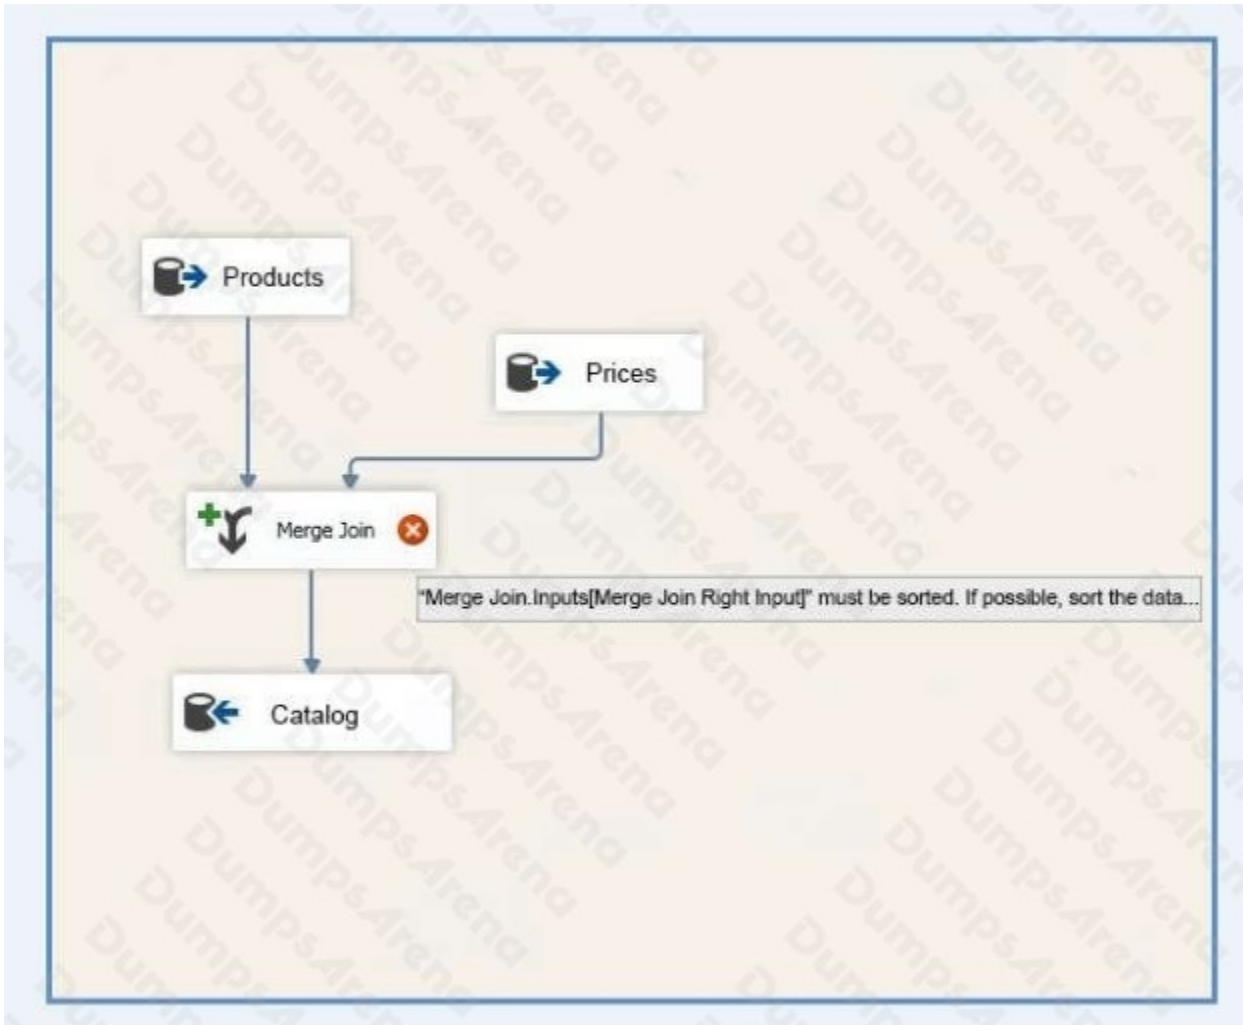 Products
Prices
Merge Join
"Merge Join.Inputs[Merge Join Right Input]" must be sorted. If possible, sort the data...
Catalog
DumpsArena